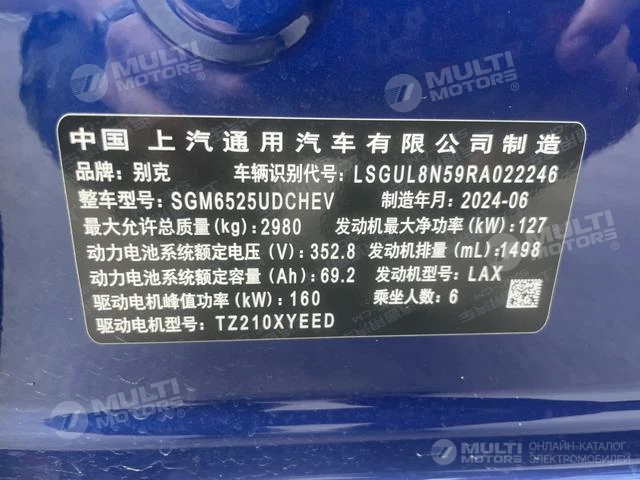 MULTI MOTORS®
MULTI MOTORS®
中国 上汽通用汽车有限公司制造
品牌: 别克 车辆识别代号: LSGUL8N59RA022246
整车型号: SGM6525UDCHEV 制造年月: 2024-06
最大允许总质量(kg): 2980 发动机最大净功率(kW): 127
动力电池系统额定电压(V): 352.8 发动机排量(mL): 1498
动力电池系统额定容量(Ah): 69.2 发动机型号: LAX
驱动电机峰值功率(kW): 160 乘坐人数: 6
驱动电机型号: TZ210XYEED
MULTI MOTORS®
MULTI MOTORS® ОНЛАЙН-КАТАЛОГ ЭЛЕКТРОМОБИЛЕЙ